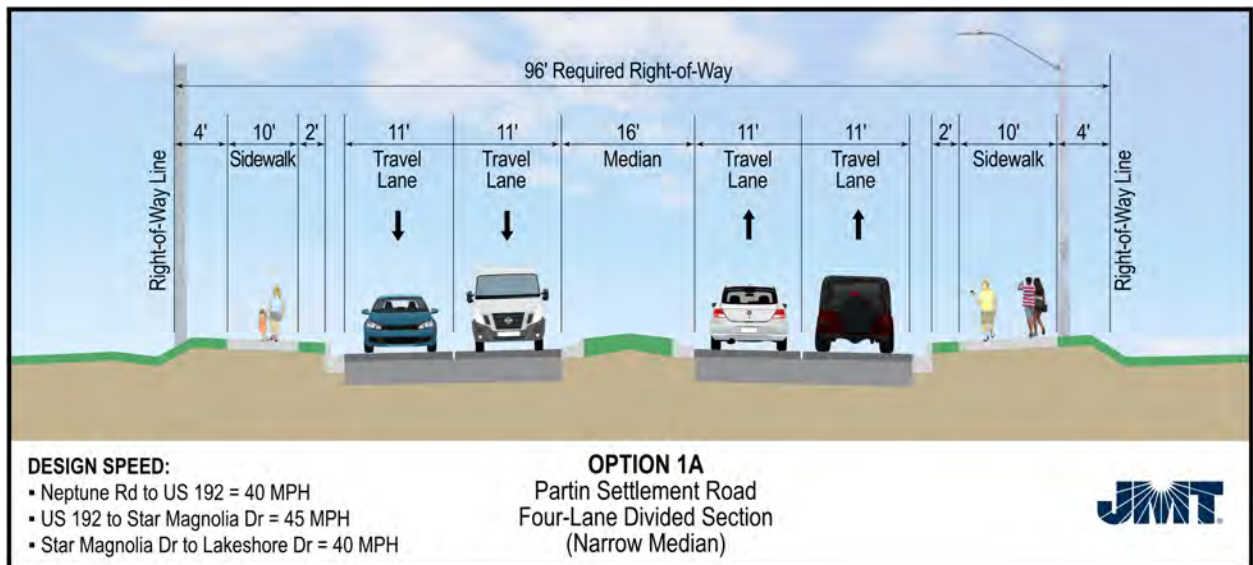 96' Required Right-of-Way
4' 10' 2' 11' 11' 16' 11' 11' 2' 10' 4'
Sidewalk Travel Lane Travel Lane Median Travel Lane Travel Lane Sidewalk
Right-of-Way Line
Right-of-Way Line
DESIGN SPEED:
▪ Neptune Rd to US 192 = 40 MPH
▪ US 192 to Star Magnolia Dr = 45 MPH
▪ Star Magnolia Dr to Lakeshore Dr = 40 MPH
OPTION 1A
Partin Settlement Road
Four-Lane Divided Section
(Narrow Median)
JMT